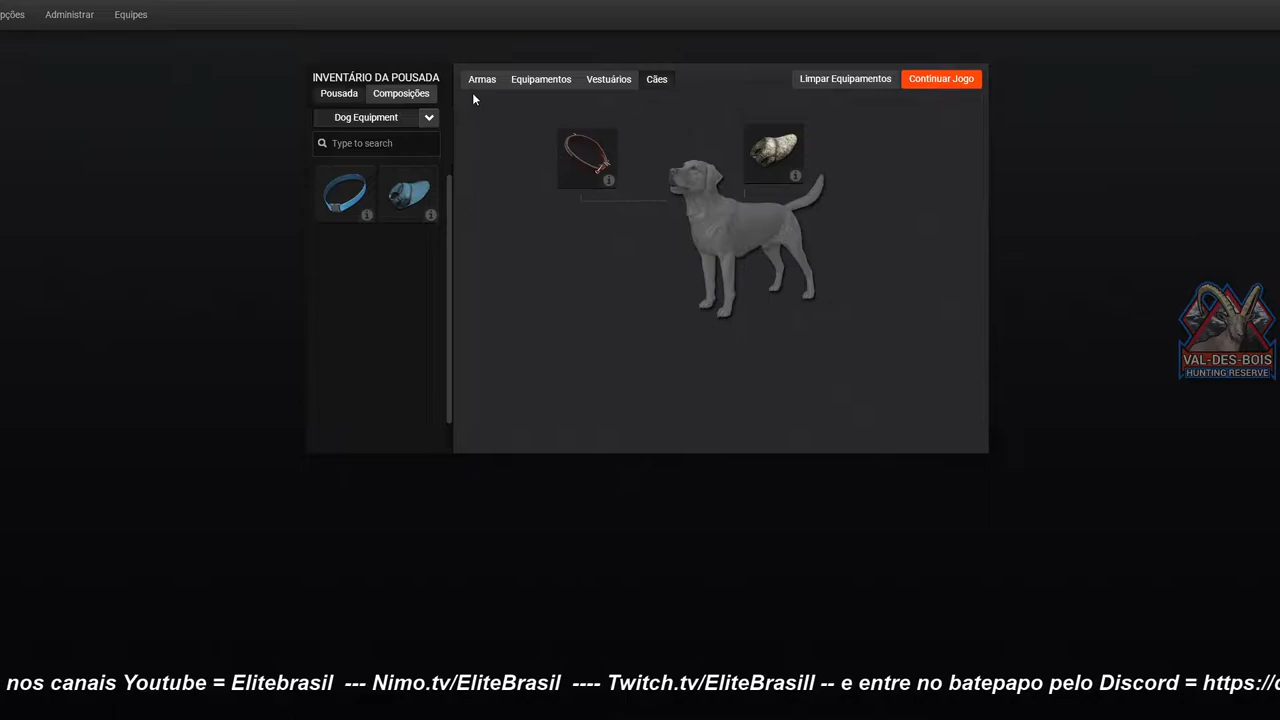 pções Administrar Equipes
INVENTÁRIO DA POUSADA
Pousada Composições
Dog Equipment
Type to search
Armas Equipamentos Vestuários Cães Limpar Equipamentos Continuar Jogo
VAL-DES-BOIS
HUNTING RESERVE
nos canais Youtube = Elitebrasil --- Nimo.tv/EliteBrasil ---- Twitch.tv/EliteBrasill -- e entre no batepapo pelo Discord = https://